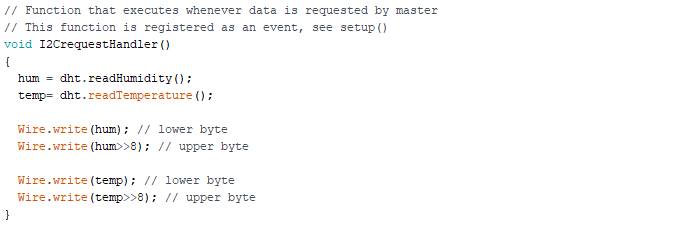 // Function that executes whenever data is requested by master
// This function is registered as an event, see setup()
void I2CrequestHandler()
{
  hum = dht.readHumidity();
  temp= dht.readTemperature();

  Wire.write(hum); // lower byte
  Wire.write(hum>>8); // upper byte

  Wire.write(temp); // lower byte
  Wire.write(temp>>8); // upper byte
}